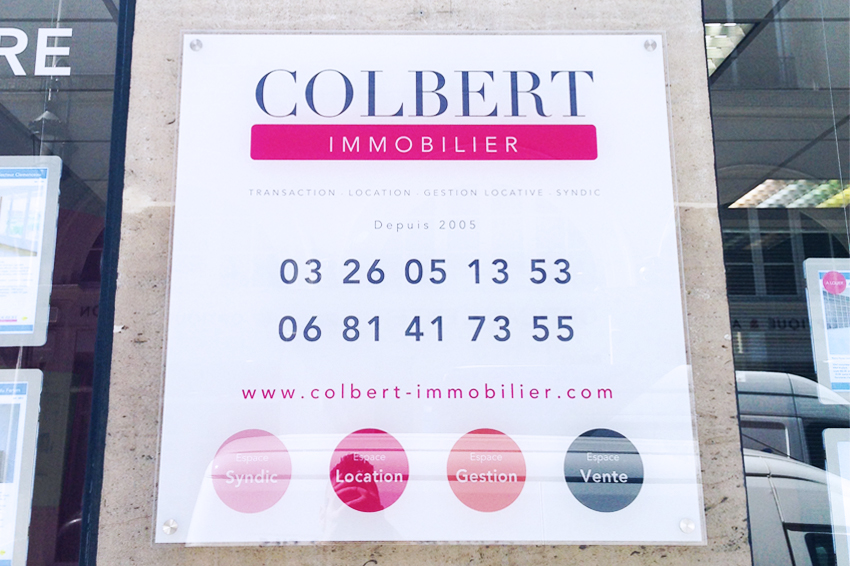 RE
COLBERT
IMMOBILIER
TRANSACTION - LOCATION - GESTION LOCATIVE - SYNDIC
Depuis 2005
03 26 05 13 53
06 81 41 73 55
www.colbert-immobilier.com
Espace
Syndic
Espace
Location
Espace
Gestion
Espace
Vente